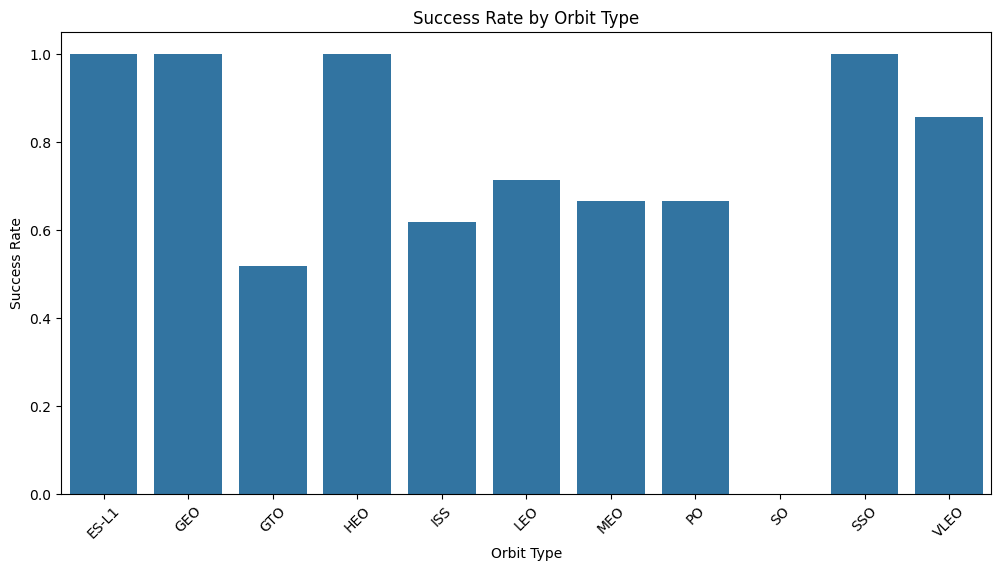 Success Rate by Orbit Type
Success Rate
1.0
0.8
0.6
0.4
0.2
0.0
ES-L1
GEO
GTO
HEO
ISS
LEO
MEO
PO
SO
SSO
VLEO
Orbit Type